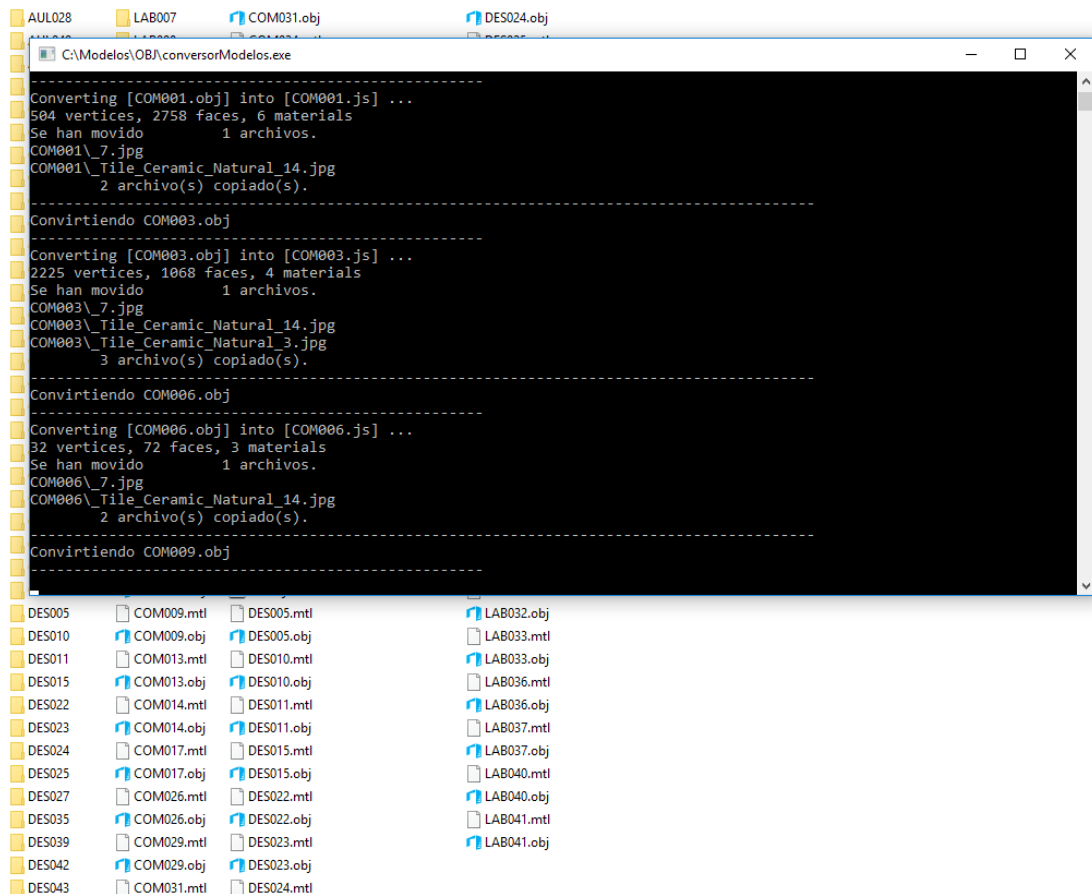 AUL028 LAB007 COM031.obj DES024.obj
C:\Modelos\OBJ\conversorModelos.exe
-----------------------------------------------------
Converting [COM001.obj] into [COM001.js] ...
504 vertices, 2758 faces, 6 materials
Se han movido         1 archivos.
COM001\_7.jpg
COM001\_Tile_Ceramic_Natural_14.jpg
        2 archivo(s) copiado(s).
------------------------------------------------------------------------------------------
Convirtiendo COM003.obj
-----------------------------------------------------
Converting [COM003.obj] into [COM003.js] ...
2225 vertices, 1068 faces, 4 materials
Se han movido         1 archivos.
COM003\_7.jpg
COM003\_Tile_Ceramic_Natural_14.jpg
COM003\_Tile_Ceramic_Natural_3.jpg
        3 archivo(s) copiado(s).
------------------------------------------------------------------------------------------
Convirtiendo COM006.obj
-----------------------------------------------------
Converting [COM006.obj] into [COM006.js] ...
32 vertices, 72 faces, 3 materials
Se han movido         1 archivos.
COM006\_7.jpg
COM006\_Tile_Ceramic_Natural_14.jpg
        2 archivo(s) copiado(s).
------------------------------------------------------------------------------------------
Convirtiendo COM009.obj
-----------------------------------------------------
DES005 COM009.mtl DES005.mtl LAB032.obj
DES010 COM009.obj DES005.obj LAB033.mtl
DES011 COM013.mtl DES010.mtl LAB033.obj
DES015 COM013.obj DES010.obj LAB036.mtl
DES022 COM014.mtl DES011.mtl LAB036.obj
DES023 COM014.obj DES011.obj LAB037.mtl
DES024 COM017.mtl DES015.mtl LAB037.obj
DES025 COM017.obj DES015.obj LAB040.mtl
DES027 COM026.mtl DES022.mtl LAB040.obj
DES035 COM026.obj DES022.obj LAB041.mtl
DES039 COM029.mtl DES023.mtl LAB041.obj
DES042 COM029.obj DES023.obj
DES043 COM031.mtl DES024.mtl